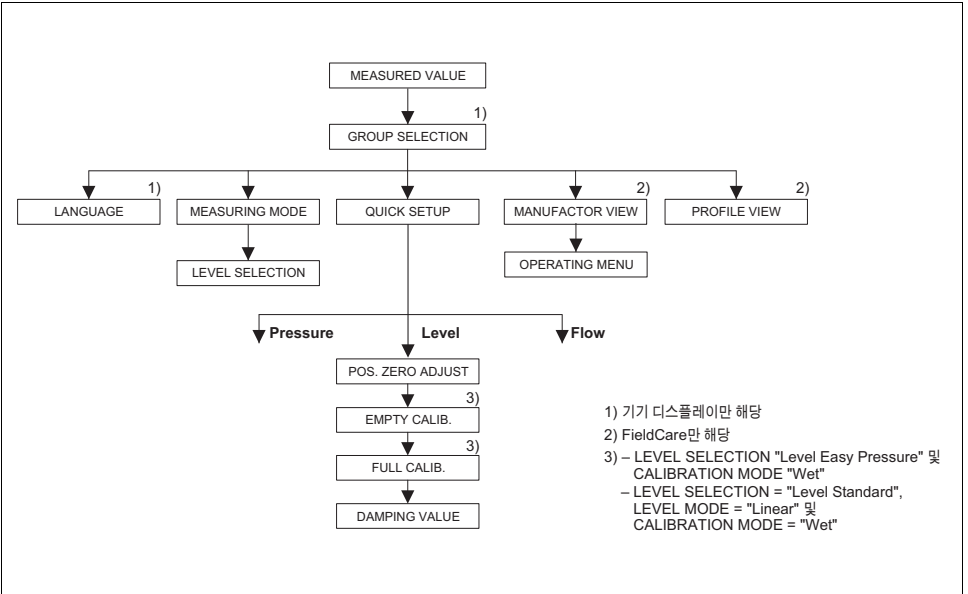 MEASURED VALUE
1)
GROUP SELECTION
1)
2)
2)
LANGUAGE
MEASURING MODE
QUICK SETUP
MANUFACTOR VIEW
PROFILE VIEW
LEVEL SELECTION
OPERATING MENU
Pressure
Level
Flow
POS. ZERO ADJUST
3)
EMPTY CALIB.
3)
FULL CALIB.
DAMPING VALUE
1) 기기 디스플레이만 해당
2) FieldCare만 해당
3) – LEVEL SELECTION "Level Easy Pressure" 및
CALIBRATION MODE "Wet"
– LEVEL SELECTION = "Level Standard",
LEVEL MODE = "Linear" 및
CALIBRATION MODE = "Wet"